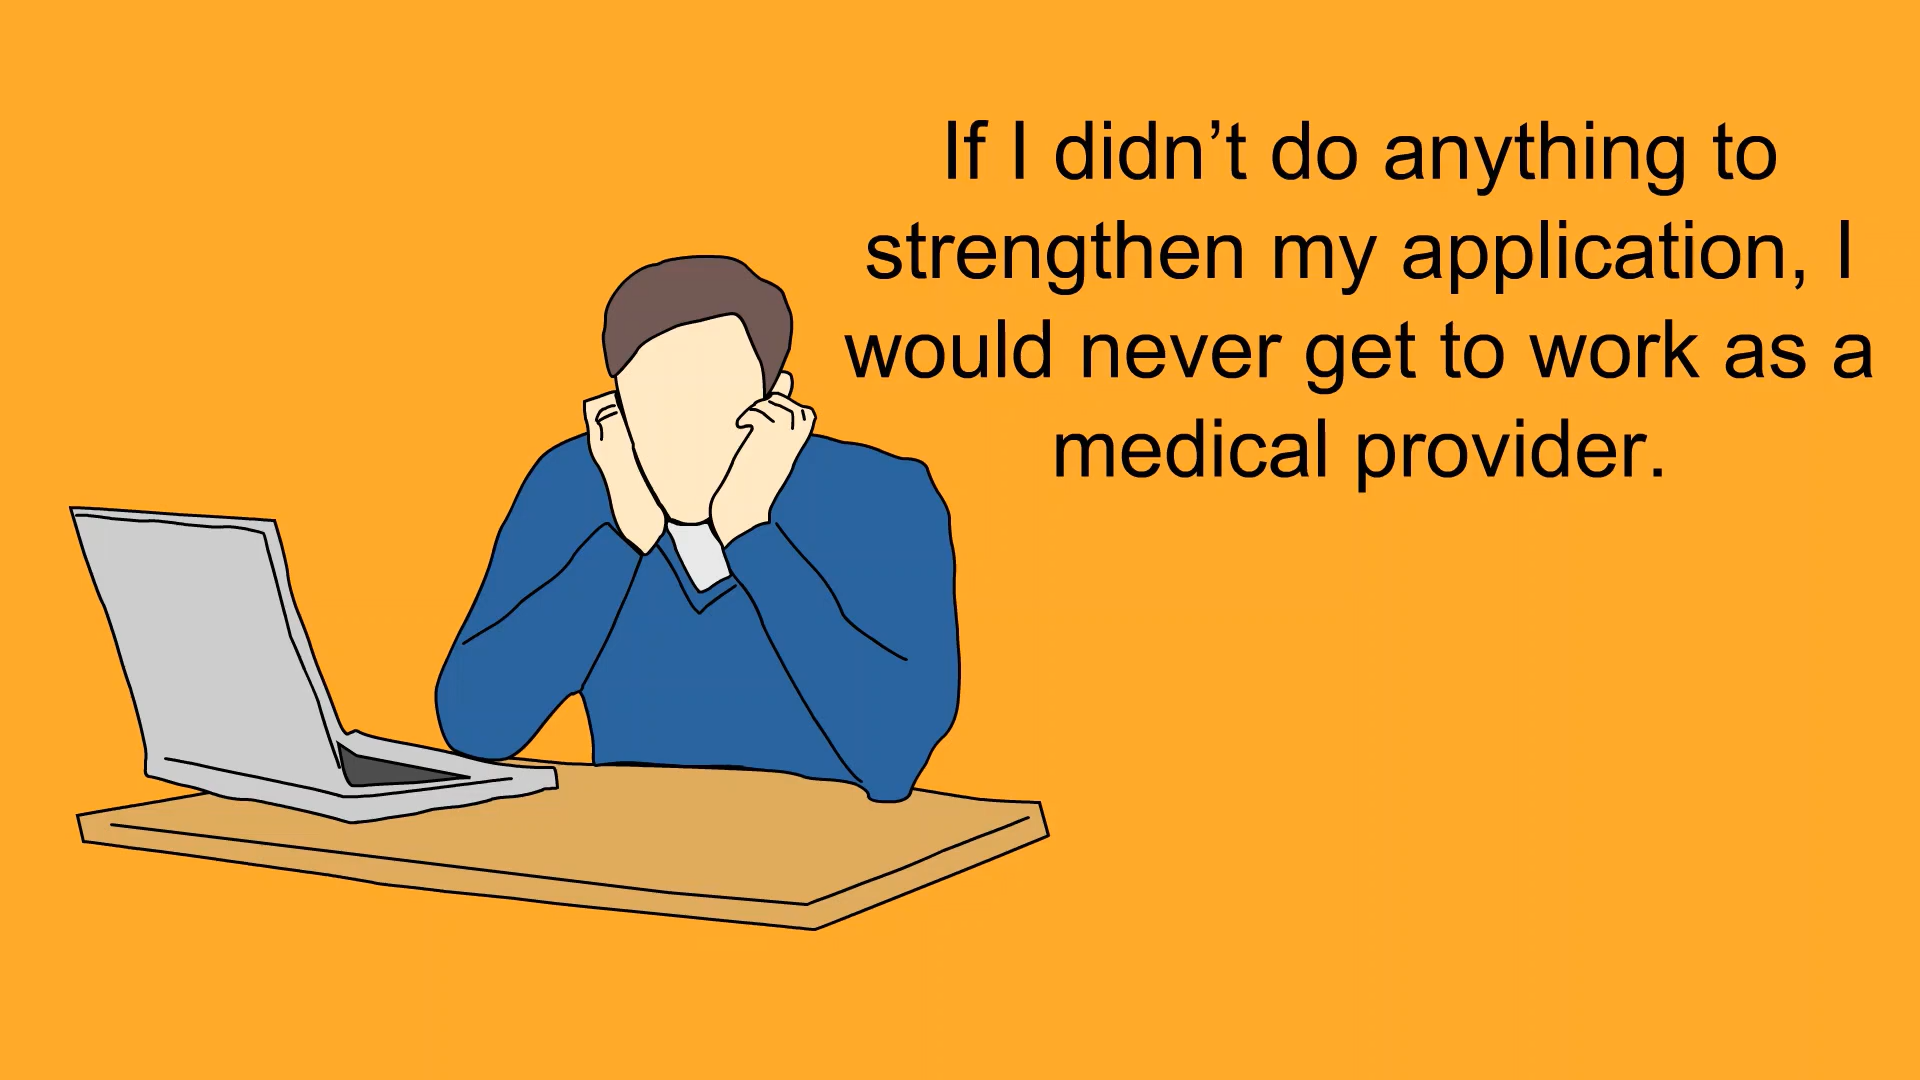 If I didn’t do anything to
strengthen my application, I
would never get to work as a
medical provider.